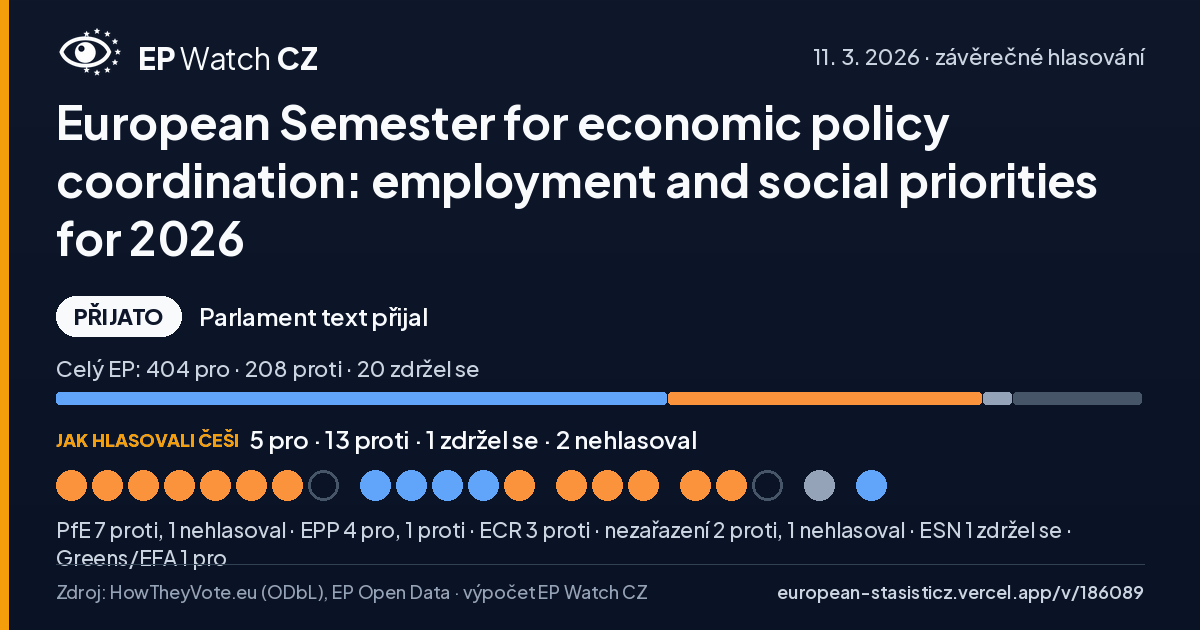 EP Watch CZ
11. 3. 2026 · závěrečné hlasování
European Semester for economic policy
coordination: employment and social priorities
for 2026
PŘIJATO Parlament text přijal
Celý EP: 404 pro · 208 proti · 20 zdržel se
JAK HLASOVALI ČEŠI 5 pro · 13 proti · 1 zdržel se · 2 nehlasoval
PfE 7 proti, 1 nehlasoval · EPP 4 pro, 1 proti · ECR 3 proti · nezařazení 2 proti, 1 nehlasoval · ESN 1 zdržel se ·
Greens/EFA 1 pro
Zdroj: HowTheyVote.eu (ODbL), EP Open Data · výpočet EP Watch CZ
european-stasisticz.vercel.app/v/186089